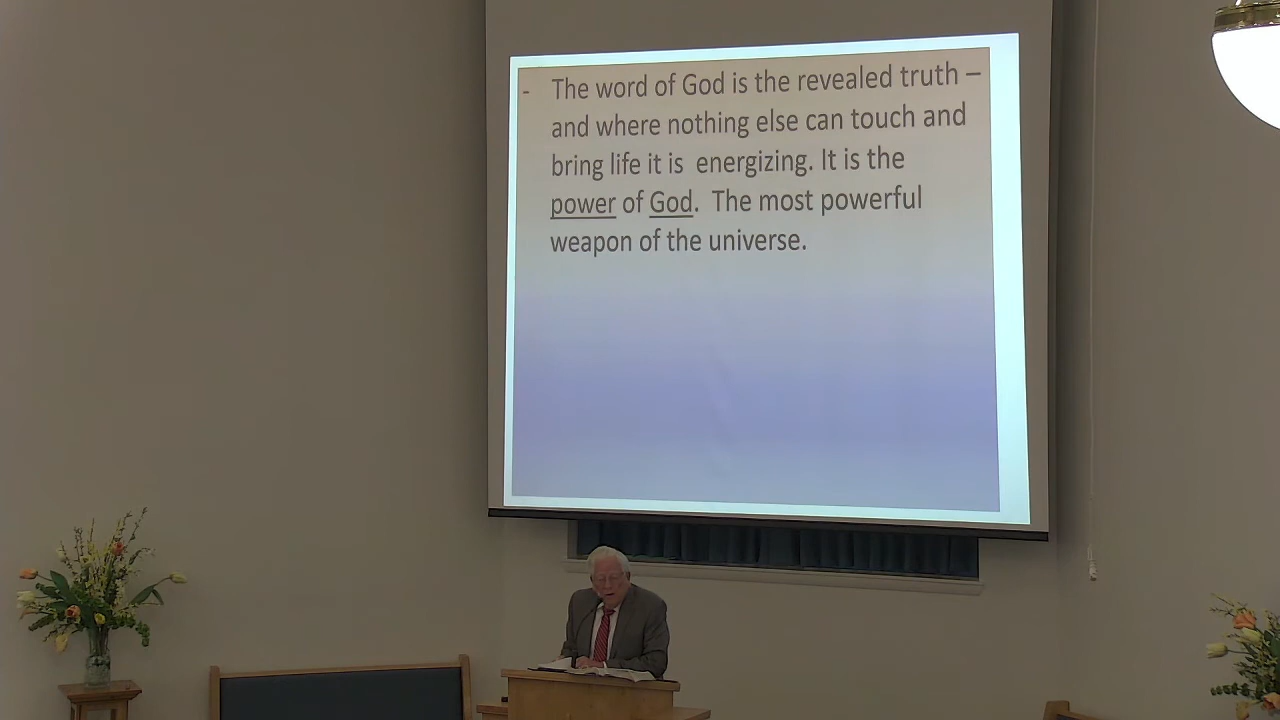 - The word of God is the revealed truth –
and where nothing else can touch and
bring life it is energizing. It is the
power of God. The most powerful
weapon of the universe.